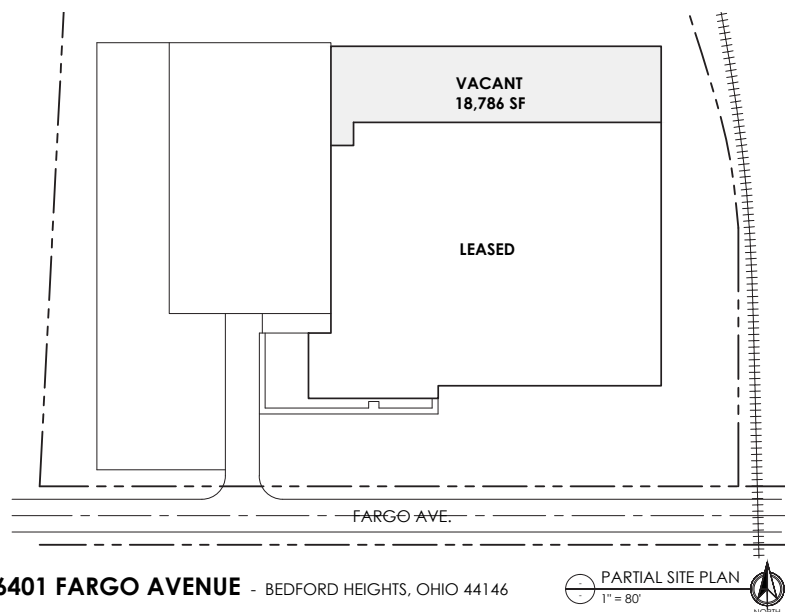 VACANT
18,786 SF
LEASED
FARGO AVE.
6401 FARGO AVENUE - BEDFORD HEIGHTS, OHIO 44146
PARTIAL SITE PLAN
1" = 80'
NORTH